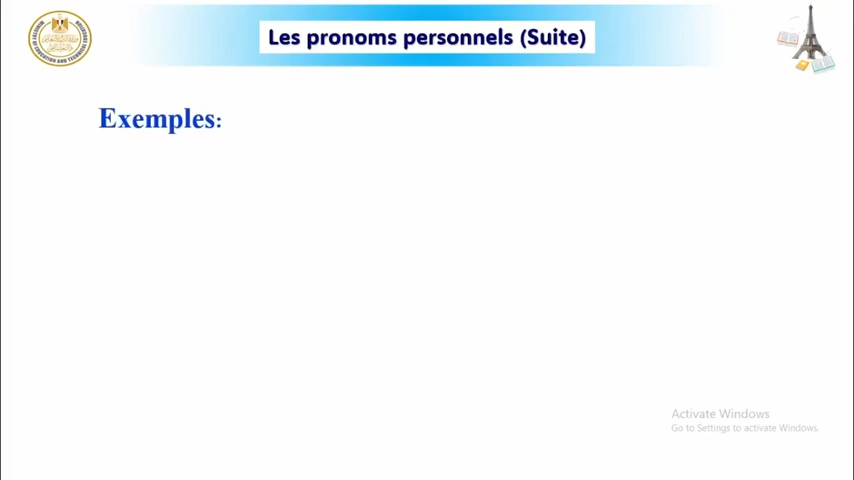 Les pronoms personnels (Suite)
Exemples:
Activate Windows
Go to Settings to activate Windows.